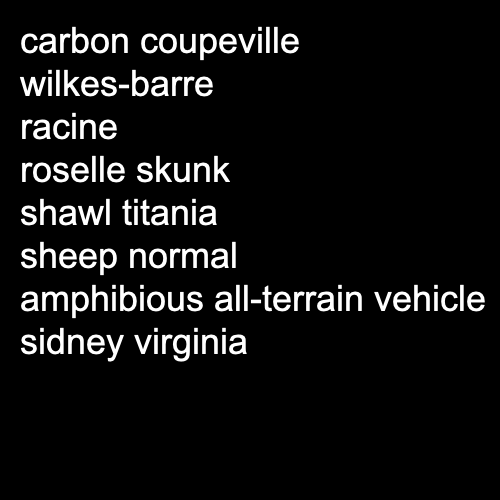 carbon coupeville
wilkes-barre
racine
roselle skunk
shawl titania
sheep normal
amphibious all-terrain vehicle
sidney virginia